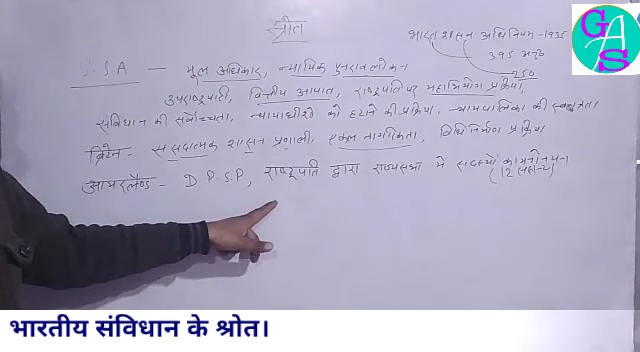 श्रोत
भारत शासन अधिनियम - 1935
395 अनु०
250
U.S.A — मूल अधिकार, न्यायिक पुनरावलोकन
उपराष्ट्रपति, वित्तीय आपात, राष्ट्रपति पर महाभियोग प्रक्रिया,
संविधान की सर्वोच्चता, न्यायाधीशों को हटाने की प्रक्रिया, न्यायपालिका की स्वतंत्रता
ब्रिटेन - संसदात्मक शासन प्रणाली, एकल नागरिकता, विधि निर्माण प्रक्रिया
आयरलैण्ड - D.P.S.P, राष्ट्रपति द्वारा राज्यसभा में सदस्यों का मनोनयन
(12 सदस्य)
GAS
भारतीय संविधान के श्रोत।